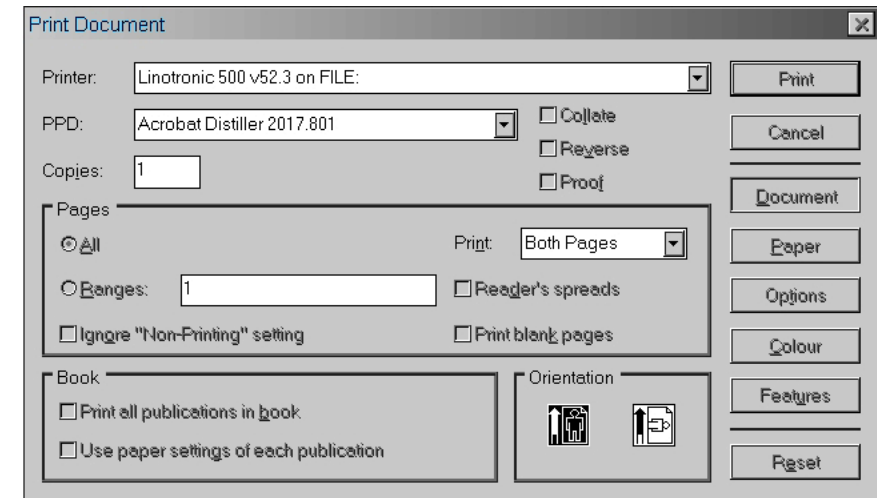 Print Document
Printer: Linotronic 500 v52.3 on FILE: Print
PPD: Acrobat Distiller 2017.801 Collate Cancel
Reverse
Copies: 1 Proof
Document
Pages
All Print: Both Pages Paper
Ranges: 1 Reader's spreads Options
Ignore "Non-Printing" setting Print blank pages
Colour
Book Orientation
Features
Print all publications in book
Use paper settings of each publication
Reset